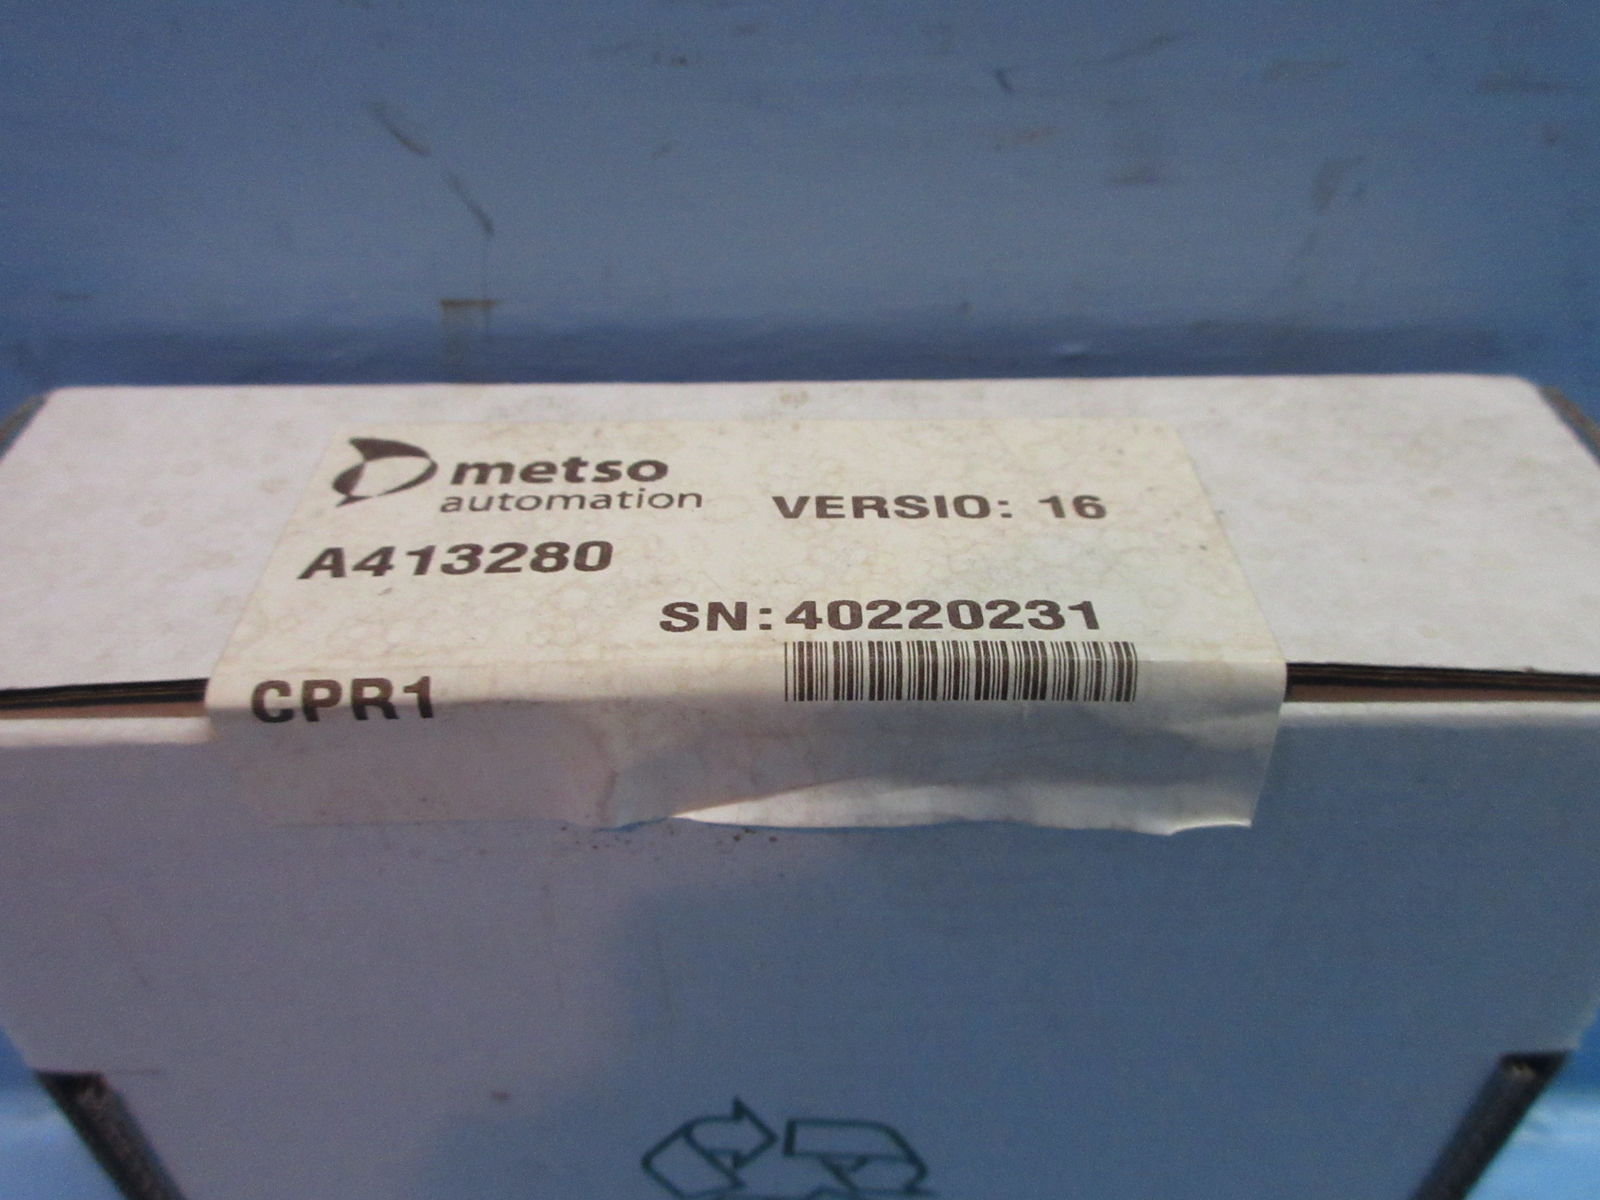 metso
automation
VERSIO: 16
A413280
SN:40220231
CPR1